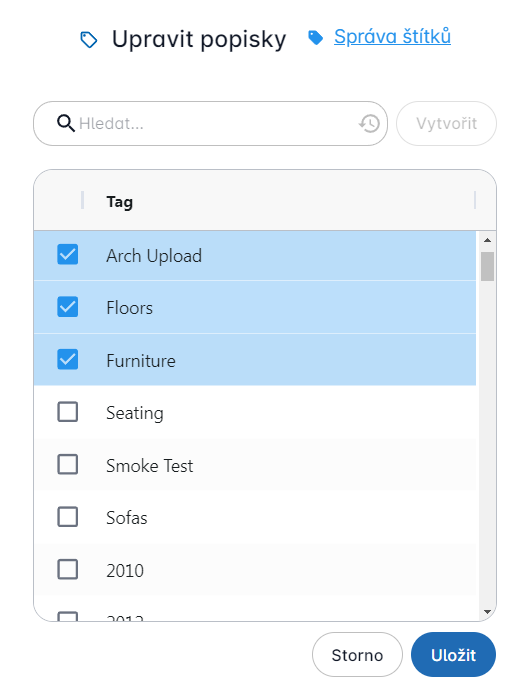 Upravit popisky
Správa štítků
Hledat...
Vytvořit
Tag
Arch Upload
Floors
Furniture
Seating
Smoke Test
Sofas
2010
Storno
Uložit